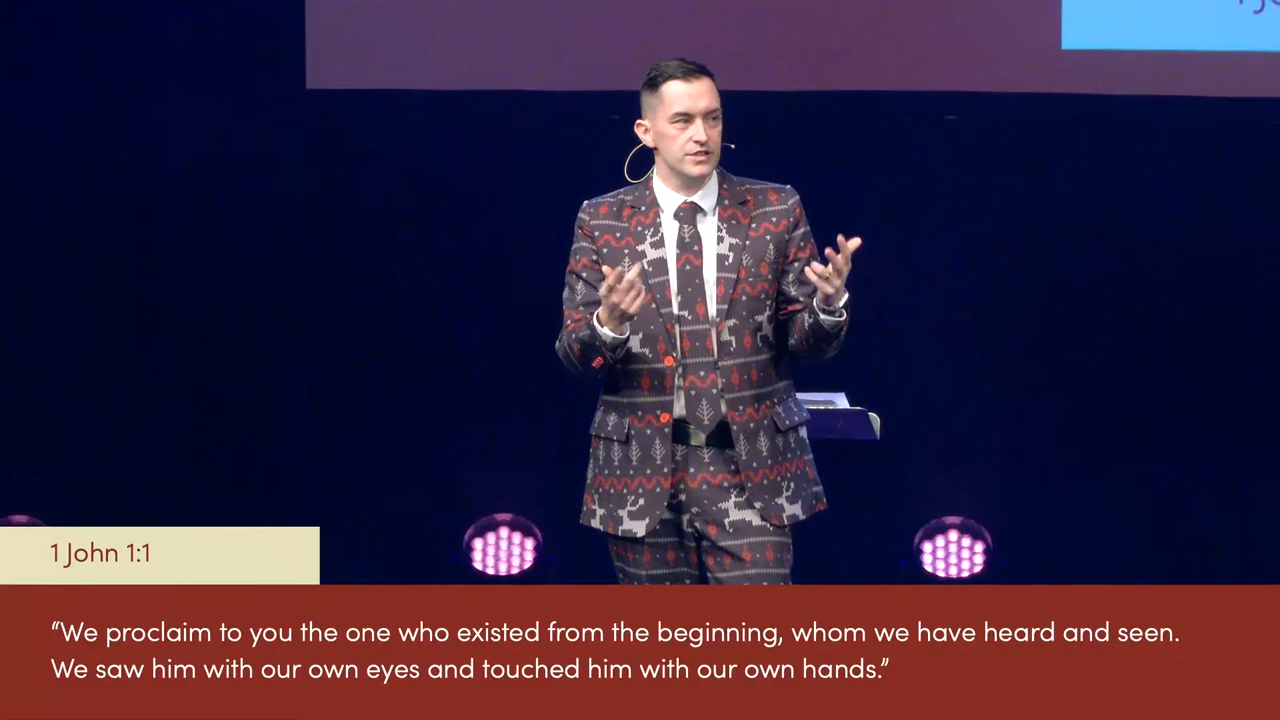 1 John 1:1
“We proclaim to you the one who existed from the beginning, whom we have heard and seen.
We saw him with our own eyes and touched him with our own hands.”